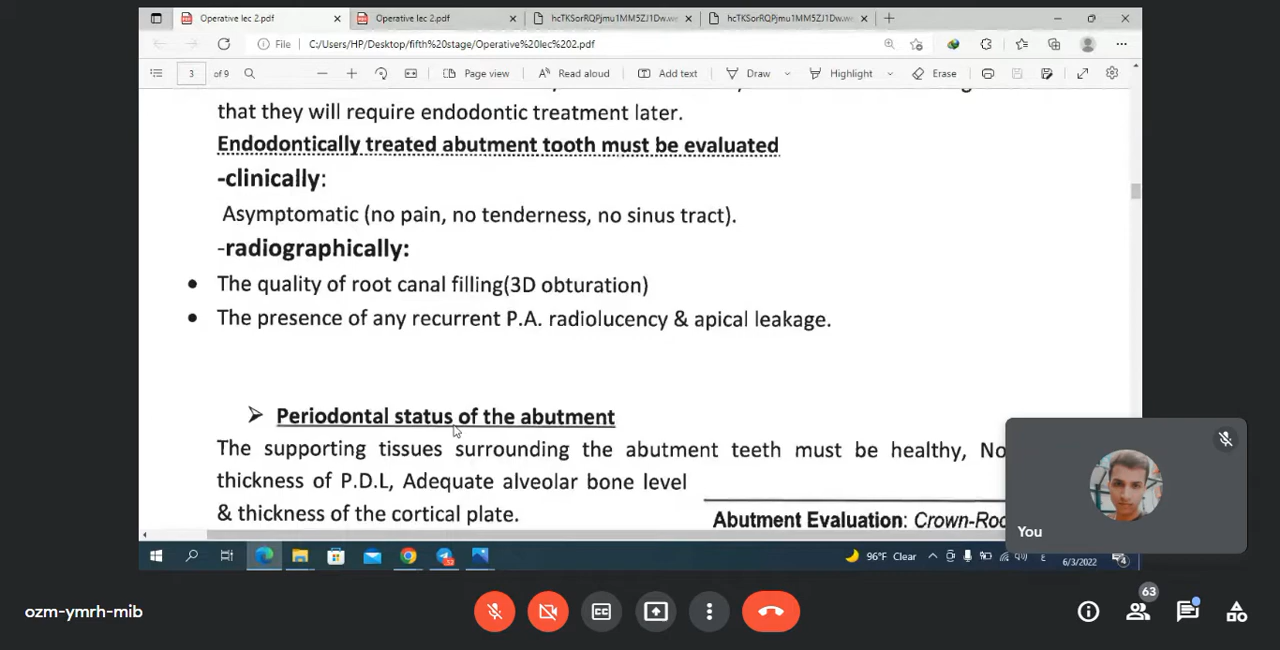 Operative lec 2.pdf
Operative lec 2.pdf
hcTKSorRQPjmu1MM5ZJ1Dw.we
hcTKSorRQPjmu1MM5ZJ1Dw.we
File C:/Users/HP/Desktop/fifth%20stage/Operative%20lec%202.pdf
3 of 9 Page view Read aloud Add text Draw Highlight Erase
that they will require endodontic treatment later.
Endodontically treated abutment tooth must be evaluated
-clinically:
Asymptomatic (no pain, no tenderness, no sinus tract).
-radiographically:
• The quality of root canal filling(3D obturation)
• The presence of any recurrent P.A. radiolucency & apical leakage.
➤ Periodontal status of the abutment
The supporting tissues surrounding the abutment teeth must be healthy, No
thickness of P.D.L, Adequate alveolar bone level
& thickness of the cortical plate.
Abutment Evaluation: Crown-Roo
You
96°F Clear
6/3/2022
4
ozm-ymrh-mib
63